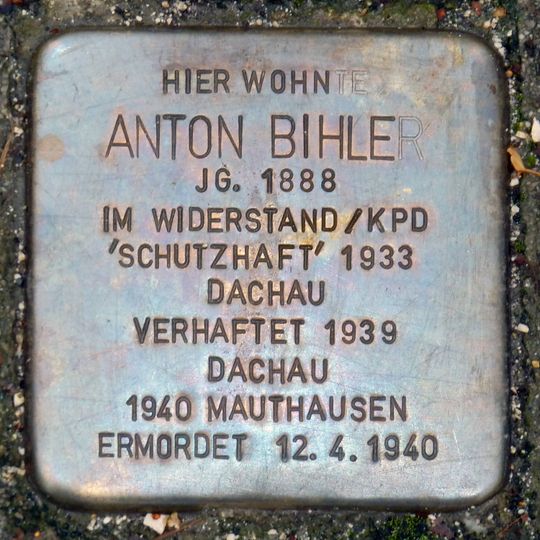 HIER WOHNTE
ANTON BIHLER
JG. 1888
IM WIDERSTAND/KPD
'SCHUTZHAFT' 1933
DACHAU
VERHAFTET 1939
DACHAU
1940 MAUTHAUSEN
ERMORDET 12.4.1940